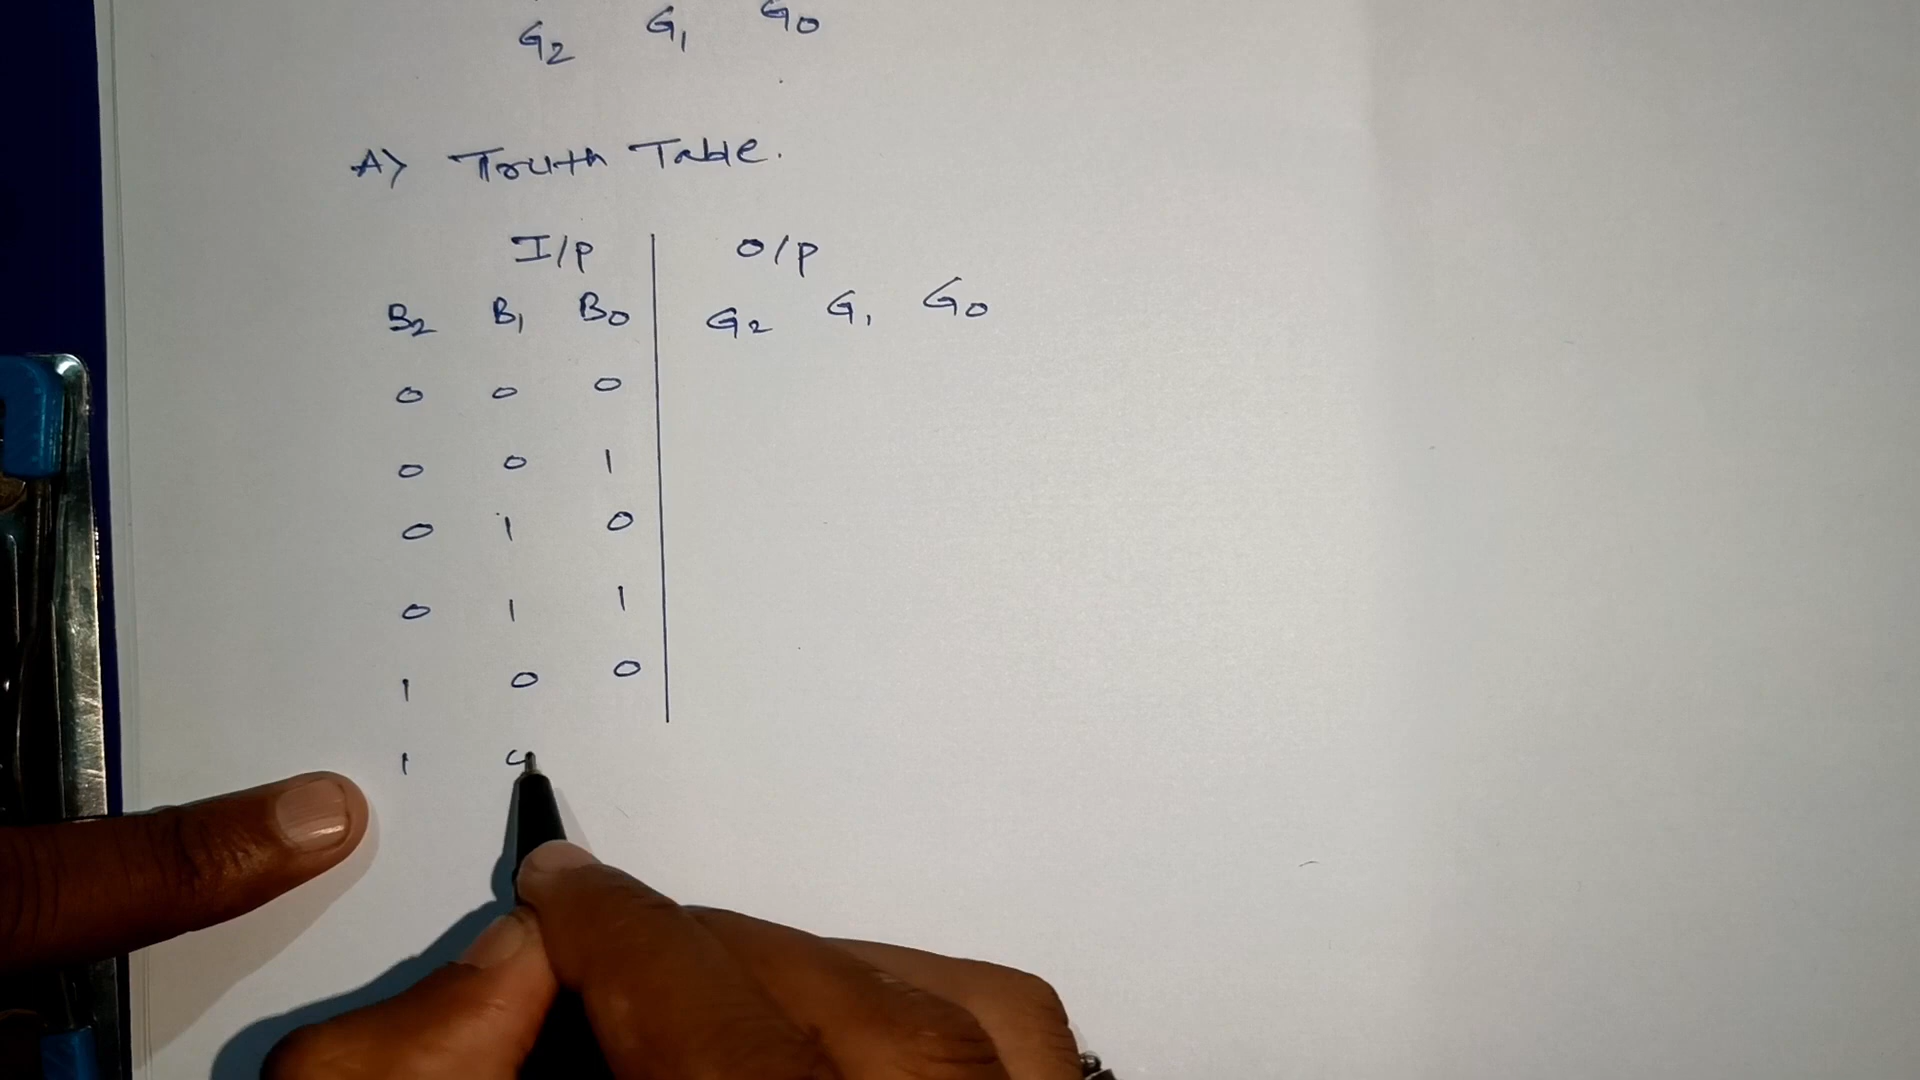 G2 G1 G0
A) Truth Table.
I/P O/P
B2 B1 B0 G2 G1 G0
0 0 0
0 0 1
0 1 0
0 1 1
1 0 0
1